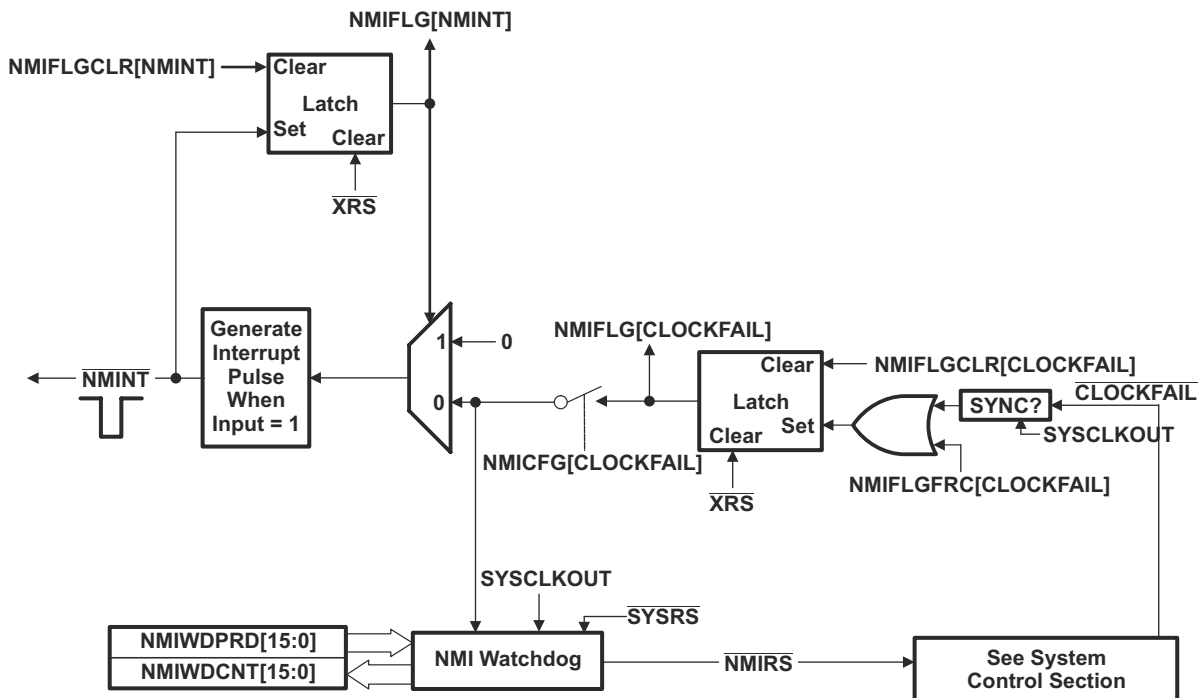 NMIFLG[NMINT]
NMIFLGCLR[NMINT]
Clear
Latch
Set
Clear
XRS
Generate
Interrupt
Pulse
When
Input = 1
NMINT
1
0
0
NMIFLG[CLOCKFAIL]
NMICFG[CLOCKFAIL]
Clear
Latch
Set
Clear
XRS
NMIFLGCLR[CLOCKFAIL]
CLOCKFAIL
SYNC?
SYSCLKOUT
NMIFLGFRC[CLOCKFAIL]
SYSCLKOUT
SYSRS
NMIWDPRD[15:0]
NMIWDCNT[15:0]
NMI Watchdog
NMIRS
See System
Control Section